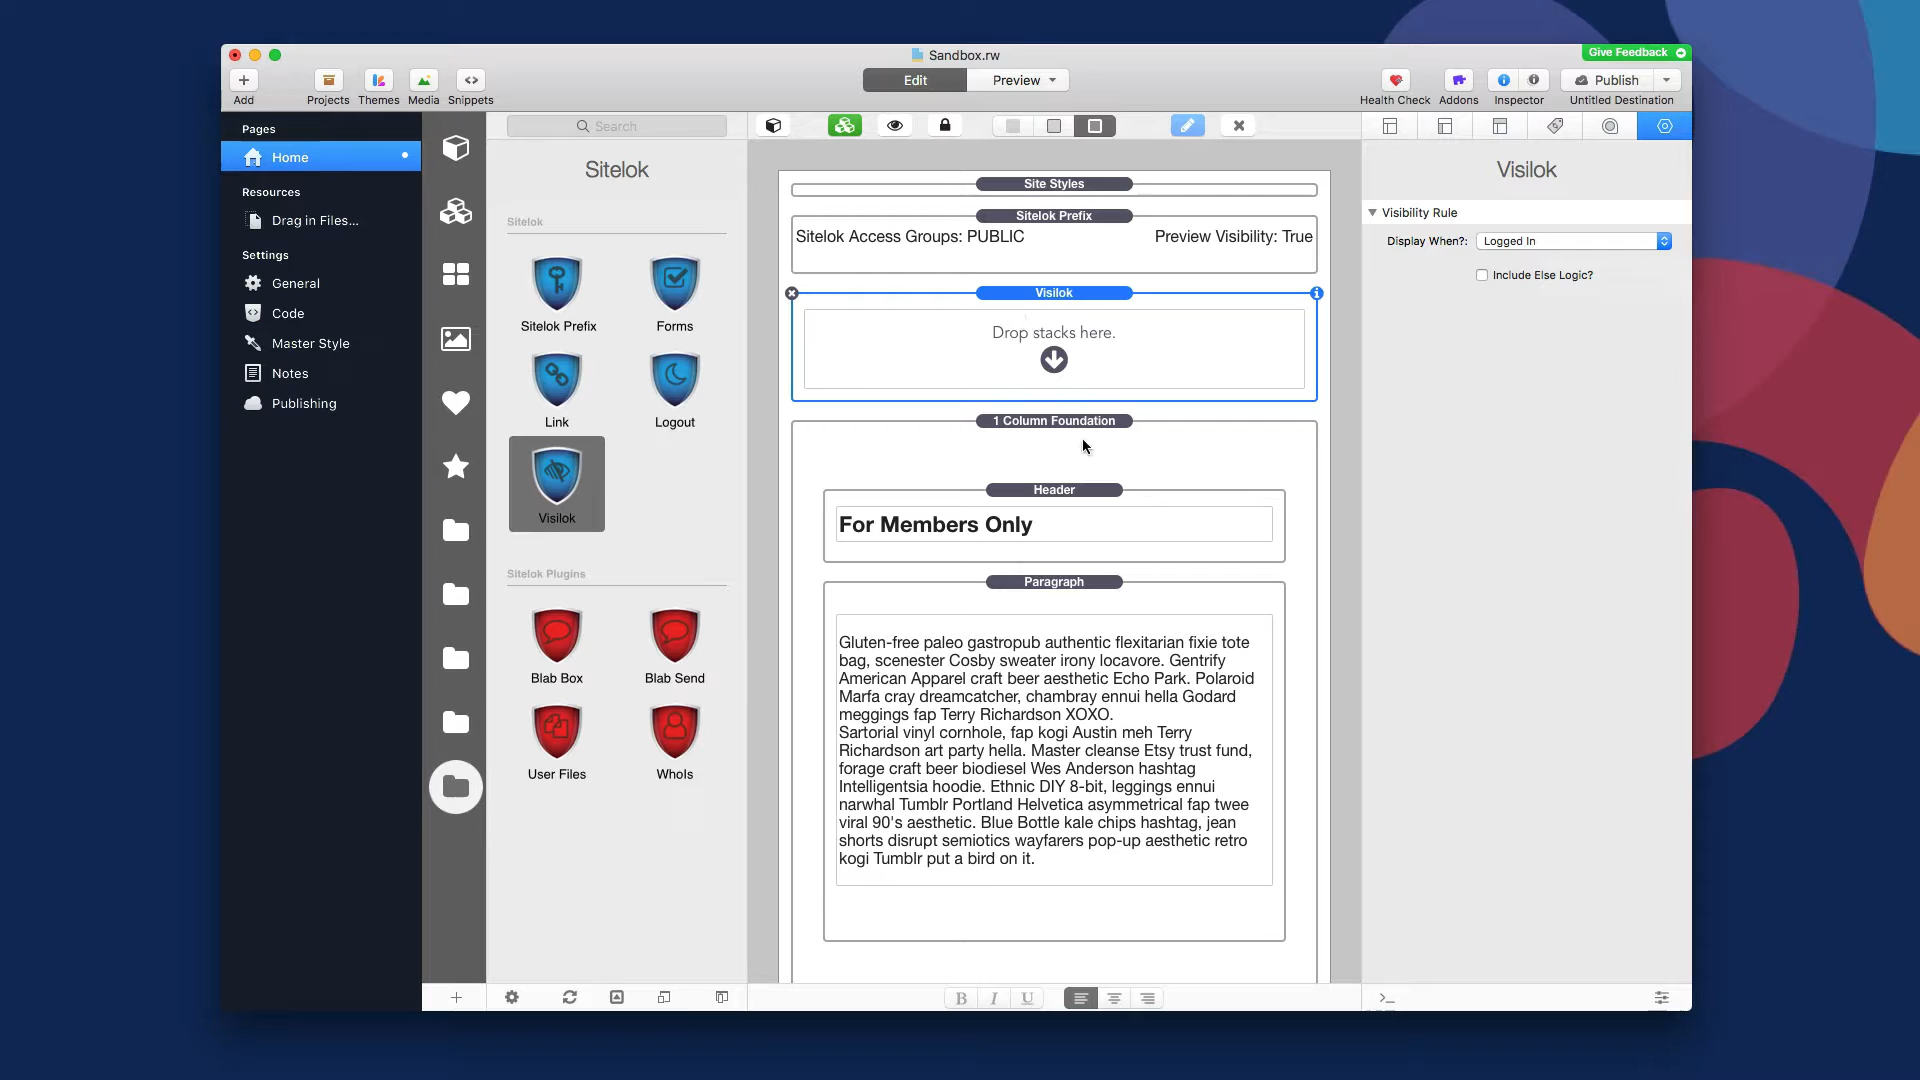 Sandbox.rw
Give Feedback
Add
Projects
Themes
Media
Snippets
Edit
Preview
Health Check
Addons
Inspector
Publish
Untitled Destination
Pages
Home
Resources
Drag in Files...
Settings
General
Code
Master Style
Notes
Publishing
Search
Sitelok
Sitelok
Sitelok Prefix
Forms
Link
Logout
Visilok
Sitelok Plugins
Blab Box
Blab Send
User Files
WhoIs
Site Styles
Sitelok Prefix
Sitelok Access Groups: PUBLIC
Preview Visibility: True
Visilok
Drop stacks here.
1 Column Foundation
Header
For Members Only
Paragraph
Gluten-free paleo gastropub authentic flexitarian fixie tote
bag, scenester Cosby sweater irony locavore. Gentrify
American Apparel craft beer aesthetic Echo Park. Polaroid
Marfa cray dreamcatcher, chambray ennui hella Godard
meggings fap Terry Richardson XOXO.
Sartorial vinyl cornhole, fap kogi Austin meh Terry
Richardson art party hella. Master cleanse Etsy trust fund,
forage craft beer biodiesel Wes Anderson hashtag
Intelligentsia hoodie. Ethnic DIY 8-bit, leggings ennui
narwhal Tumblr Portland Helvetica asymmetrical fap twee
viral 90's aesthetic. Blue Bottle kale chips hashtag, jean
shorts disrupt semiotics wayfarers pop-up aesthetic retro
kogi Tumblr put a bird on it.
B I U
Visilok
Visibility Rule
Display When?: Logged In
Include Else Logic?